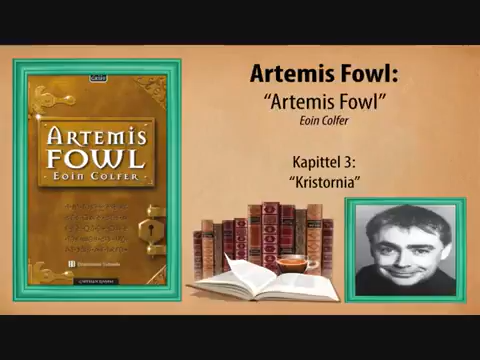 Artemis Fowl:
“Artemis Fowl”
Eoin Colfer
Kapittel 3:
“Kristornia”
ARTEMIS
FOWL
EOIN COLFER